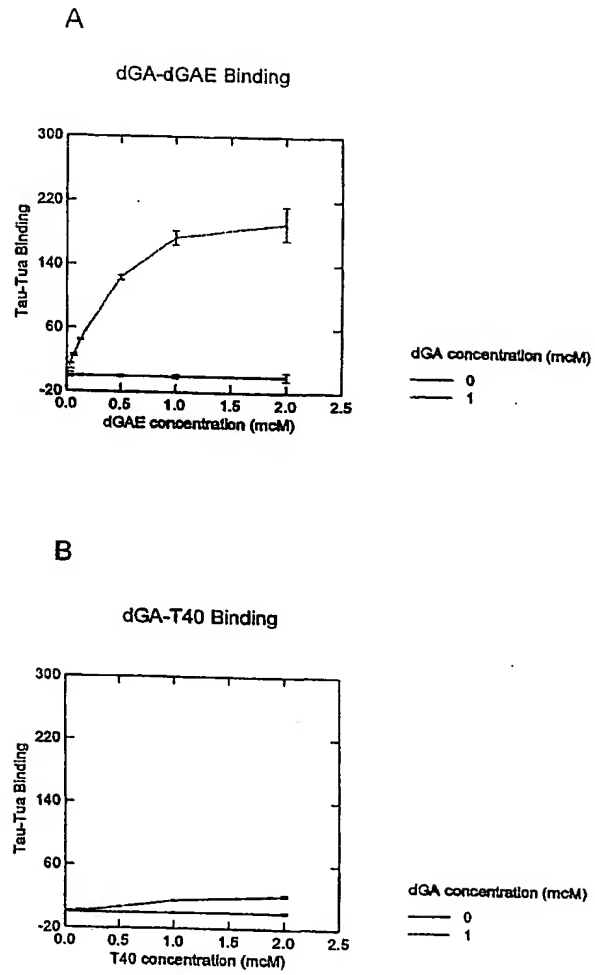 A
dGA-dGAE Binding
300
220
140
60
-20
Tau-Tua Binding
0.0 0.5 1.0 1.5 2.0 2.5
dGAE concentration (mcM)
dGA concentration (mcM)
0
1
B
dGA-T40 Binding
300
220
140
60
-20
Tau-Tua Binding
0.0 0.5 1.0 1.5 2.0 2.5
T40 concentration (mcM)
dGA concentration (mcM)
0
1